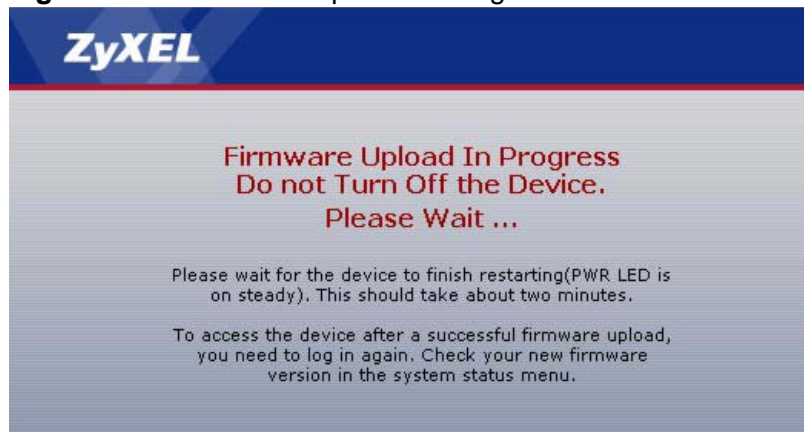 ZyXEL
Firmware Upload In Progress
Do not Turn Off the Device.
Please Wait ...
Please wait for the device to finish restarting(PWR LED is
on steady). This should take about two minutes.
To access the device after a successful firmware upload,
you need to log in again. Check your new firmware
version in the system status menu.